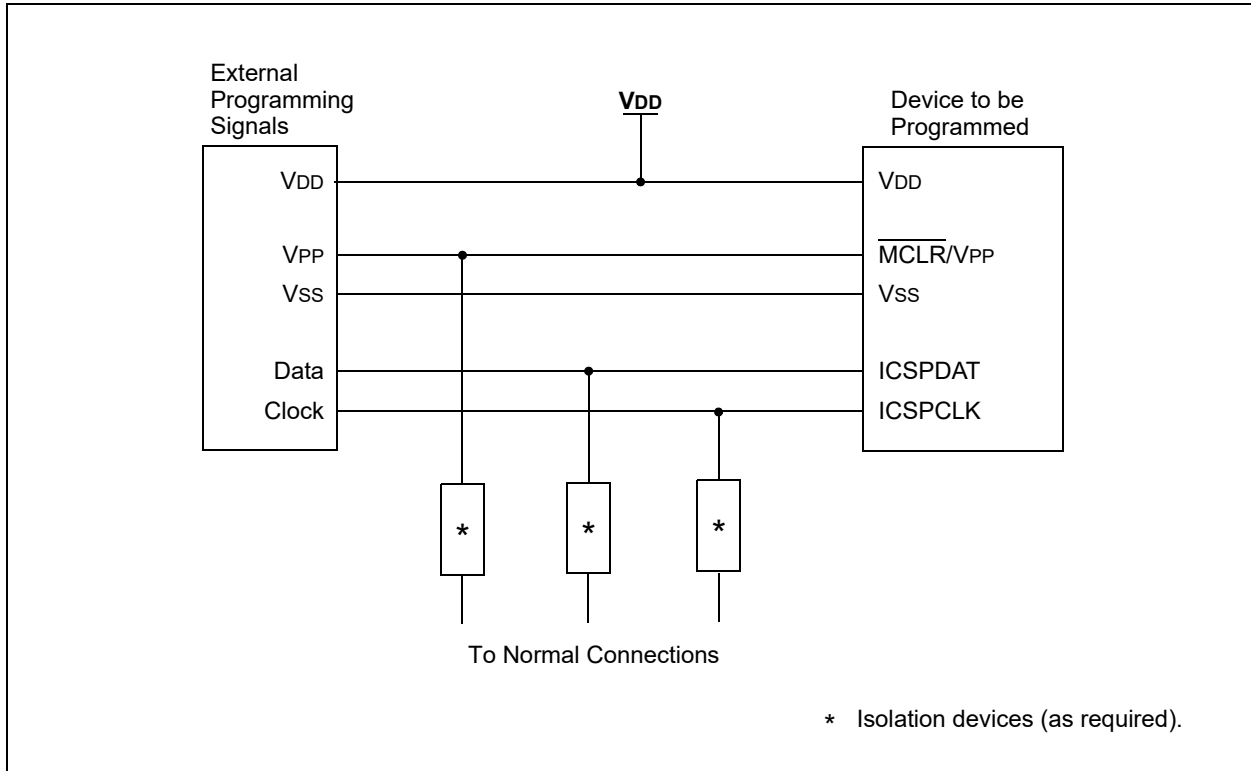 External
Programming
Signals
VDD
Device to be
Programmed
VDD
VDD
VPP
MCLR/VPP
VSS
VSS
Data
ICSPDAT
Clock
ICSPCLK
*
*
*
To Normal Connections
* Isolation devices (as required).